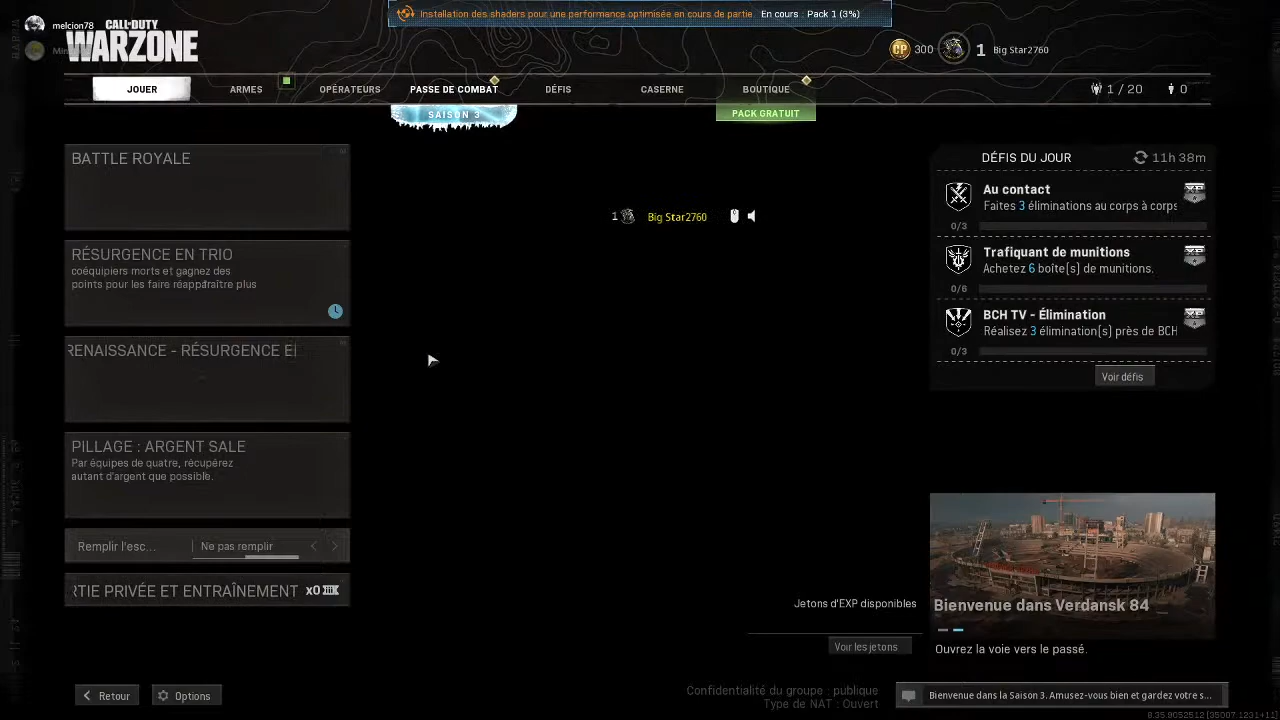 Installation des shaders pour une performance optimisée en cours de partie. En cours : Pack 1 (3%)
melcion78
CALL OF DUTY
WARZONE
CP 300 1 Big Star2760
JOUER ARMES OPÉRATEURS PASSE DE COMBAT DÉFIS CASERNE BOUTIQUE 1 / 20 0
SAISON 3 PACK GRATUIT
BATTLE ROYALE
RÉSURGENCE EN TRIO
coéquipiers morts et gagnez des
points pour les faire réapparaître plus
RENAISSANCE - RÉSURGENCE E
PILLAGE : ARGENT SALE
Par équipes de quatre, récupérez
autant d'argent que possible.
Remplir l'esc... Ne pas remplir
RTIE PRIVÉE ET ENTRAÎNEMENT x0
1 Big Star2760
DÉFIS DU JOUR 11h 38m
Au contact
Faites 3 éliminations au corps à corps
0/3
Trafiquant de munitions
Achetez 6 boîte(s) de munitions.
0/6
BCH TV - Élimination
Réalisez 3 élimination(s) près de BCH
0/3
Voir défis
Jetons d'EXP disponibles
Voir les jetons
Bienvenue dans Verdansk 84
Ouvrez la voie vers le passé.
Retour Options
Confidentialité du groupe : publique
Type de NAT : Ouvert
Bienvenue dans la Saison 3. Amusez-vous bien et gardez votre s...